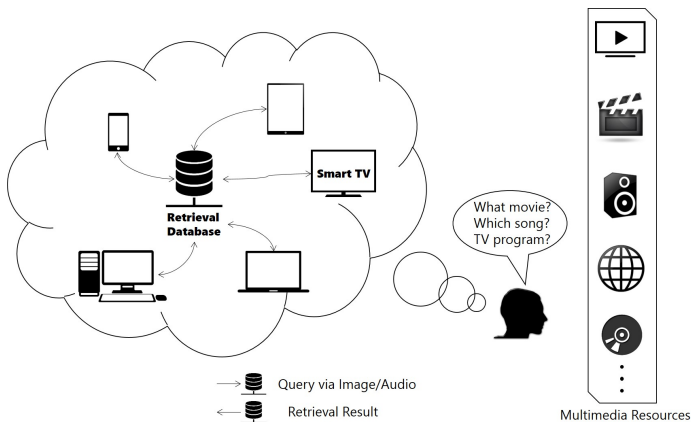 Smart TV
Retrieval
Database
What movie?
Which song?
TV program?
Query via Image/Audio
Retrieval Result
Multimedia Resources